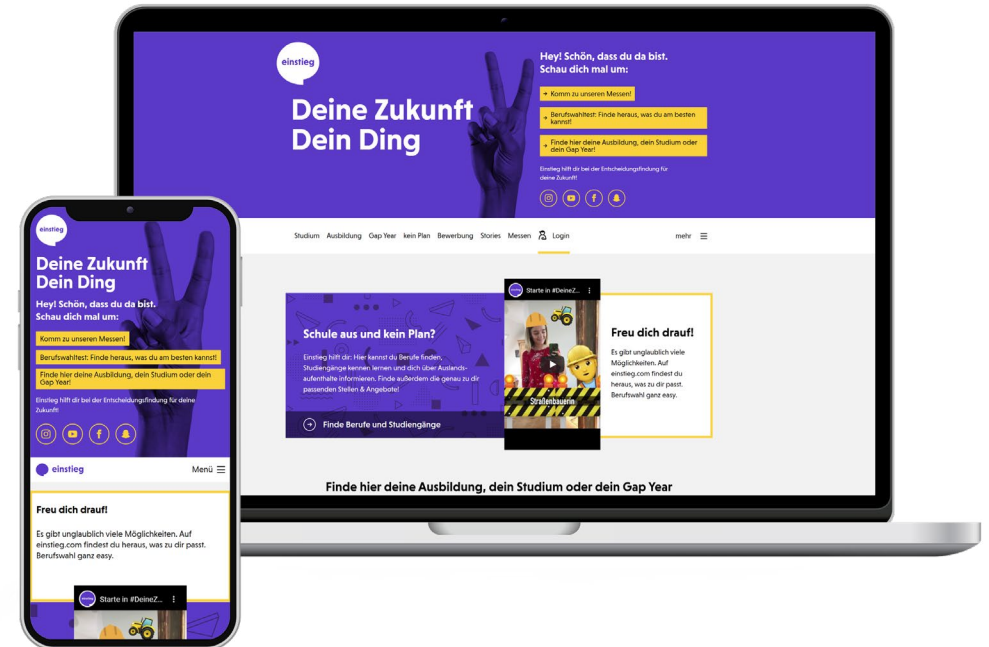 einstieg
Deine Zukunft
Dein Ding
Hey! Schön, dass du da bist.
Schau dich mal um:
→ Komm zu unseren Messen!
→ Berufswahltest: Finde heraus, was du am besten
kannst!
→ Finde hier deine Ausbildung, dein Studium oder
dein Gap Year!
Einstieg hilft dir bei der Entscheidungsfindung für
deine Zukunft!
Studium Ausbildung Gap Year kein Plan Bewerbung Stories Messen Login mehr
Schule aus und kein Plan?
Einstieg hilft dir: Hier kannst du Berufe finden,
Studiengänge kennen lernen und dich über Auslands-
aufenthalte informieren. Finde außerdem die genau zu dir
passenden Stellen & Angebote!
Finde Berufe und Studiengänge
einstieg
Starte in #DeineZ...
Straßenbauerin
Freu dich drauf!
Es gibt unglaublich viele
Möglichkeiten. Auf
einstieg.com findest du
heraus, was zu dir passt.
Berufswahl ganz easy.
Finde hier deine Ausbildung, dein Studium oder dein Gap Year
einstieg
Deine Zukunft
Dein Ding
Hey! Schön, dass du da bist.
Schau dich mal um:
Komm zu unseren Messen!
Berufswahltest: Finde heraus, was du am besten kannst!
Finde hier deine Ausbildung, dein Studium oder dein
Gap Year!
Einstieg hilft dir bei der Entscheidungsfindung für deine
Zukunft!
einstieg
Menü
Freu dich drauf!
Es gibt unglaublich viele Möglichkeiten. Auf
einstieg.com findest du heraus, was zu dir passt.
Berufswahl ganz easy.
einstieg
Starte in #DeineZ...